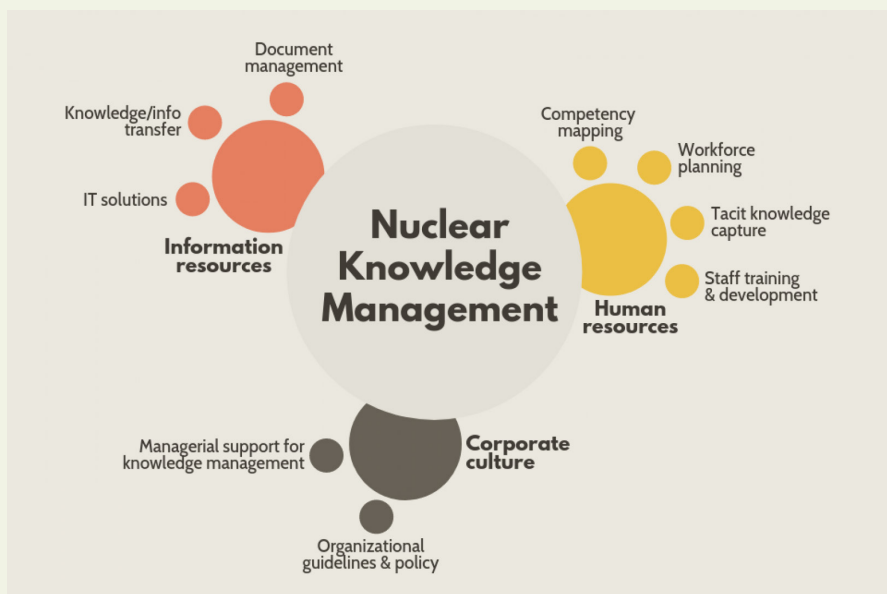 Document
management
Knowledge/info
transfer
IT solutions
Information
resources
Nuclear
Knowledge
Management
Competency
mapping
Workforce
planning
Tacit knowledge
capture
Staff training
& development
Human
resources
Managerial support for
knowledge management
Corporate
culture
Organizational
guidelines & policy